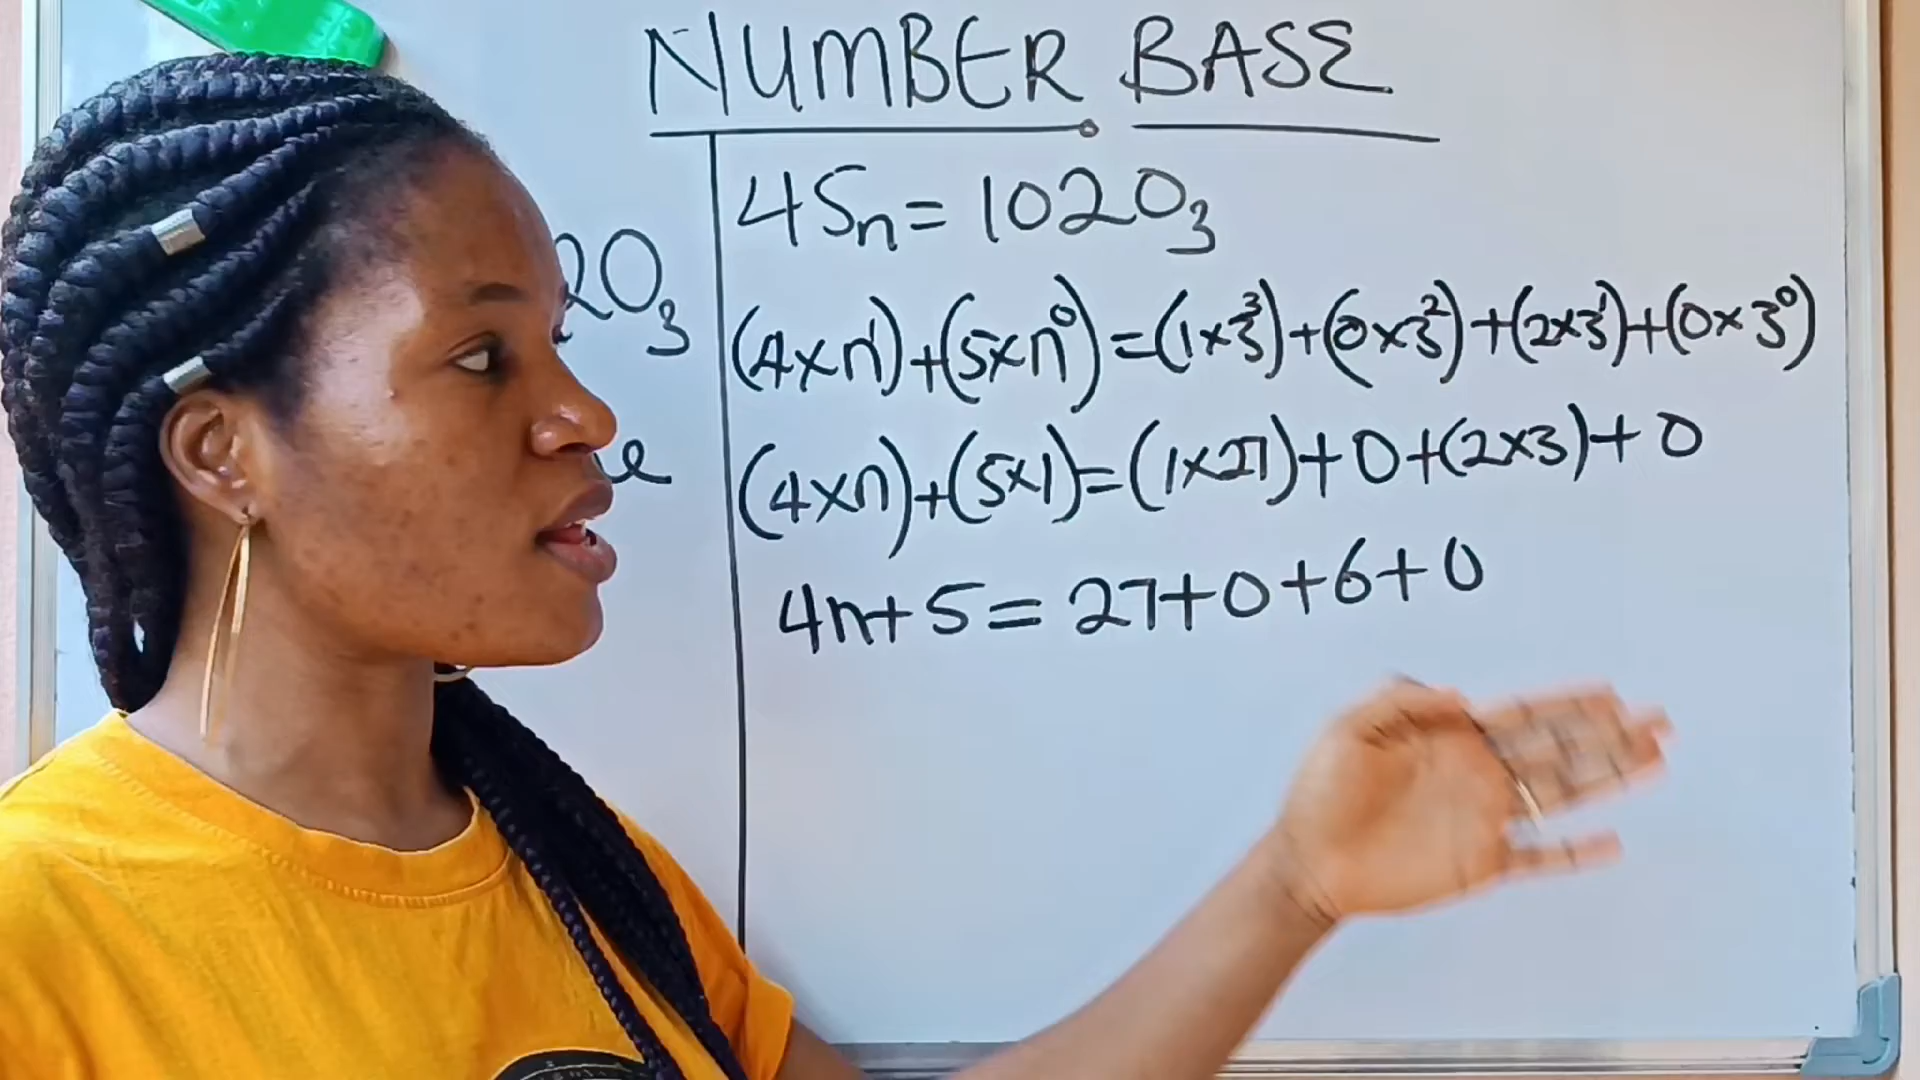 NUMBER BASE
20₃
45ₙ = 1020₃
(4×n¹)+(5×n⁰)=(1×3³)+(0×3²)+(2×3¹)+(0×3⁰)
(4×n)+(5×1)=(1×27)+0+(2×3)+0
4n+5=27+0+6+0